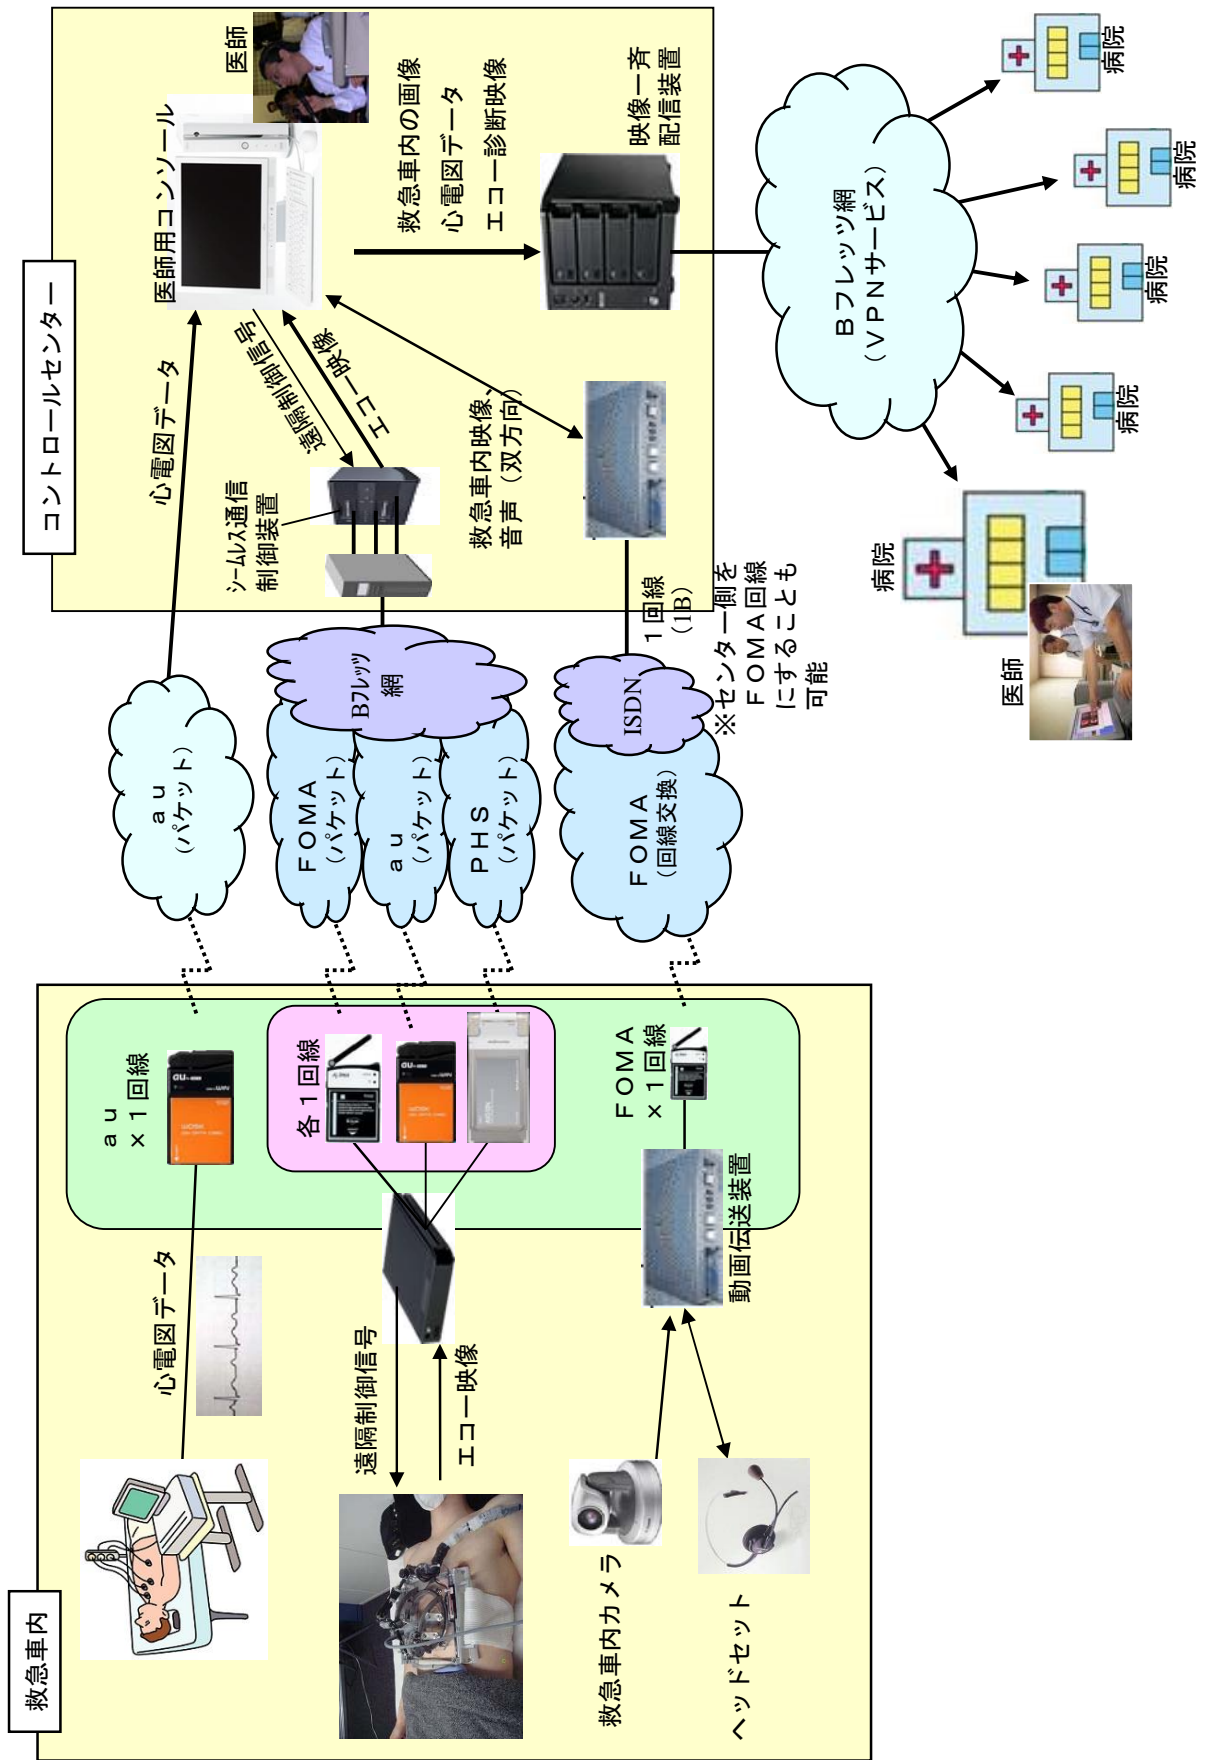 救急車内
心電図データ
遠隔制御信号
エコー映像
救急車内カメラ
ヘッドセット
動画伝送装置
ａｕ
×１回線
各１回線
ＦＯＭＡ
×１回線
ａｕ
（パケット）
ＦＯＭＡ
（パケット）
ａｕ
（パケット）
ＰＨＳ
（パケット）
Bﾌﾚｯﾂ
網
ＦＯＭＡ
（回線交換）
ISDN
１回線
（1B）
※センター側を
ＦＯＭＡ回線
にすることも
可能
コントロールセンター
心電図データ
医師用コンソール
医師
遠隔制御信号
エコー映像
ｼｰﾑﾚｽ通信
制御装置
救急車内映像、
音声（双方向）
救急車内の画像
心電図データ
エコー診断映像
映像一斉
配信装置
Ｂフレッツ網
（ＶＰＮサービス）
病院
医師
病院
病院
病院
病院